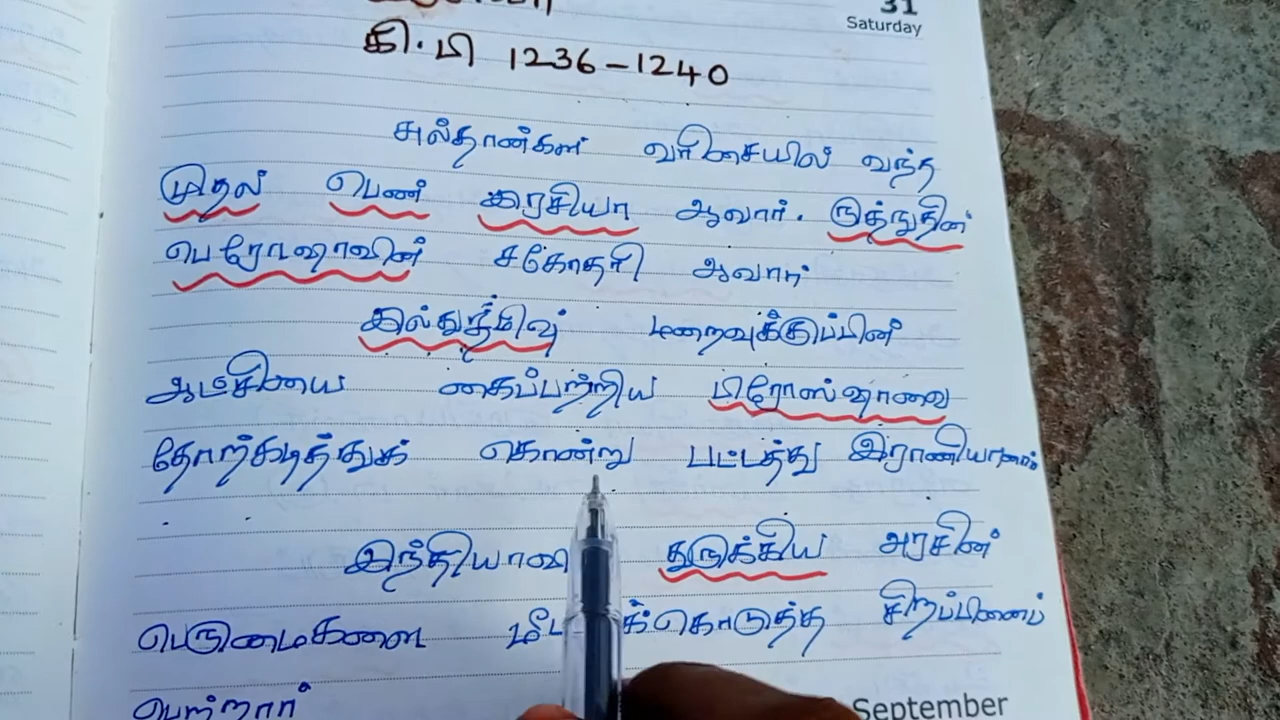 31
Saturday
கி.பி 1236-1240
சுல்தான்கள் வரிசையில் வந்த
முதல் பெண் அரசியா ஆவார். ருத்நுதின்
பெரோஷாவின் சகோதரி ஆவார்
இல்துத்மிஷ் மறைவுக்குப்பின்
ஆட்சியை கைப்பற்றிய பிரோஸ்ஷாவை
தோற்கடித்துக் கொன்று பட்டத்து இராணியானார்
இந்தியாவி துருக்கிய அரசின்
பெருமைகளை மீட க்கொடுத்த சிறப்பினைப்
பெற்றார்
September